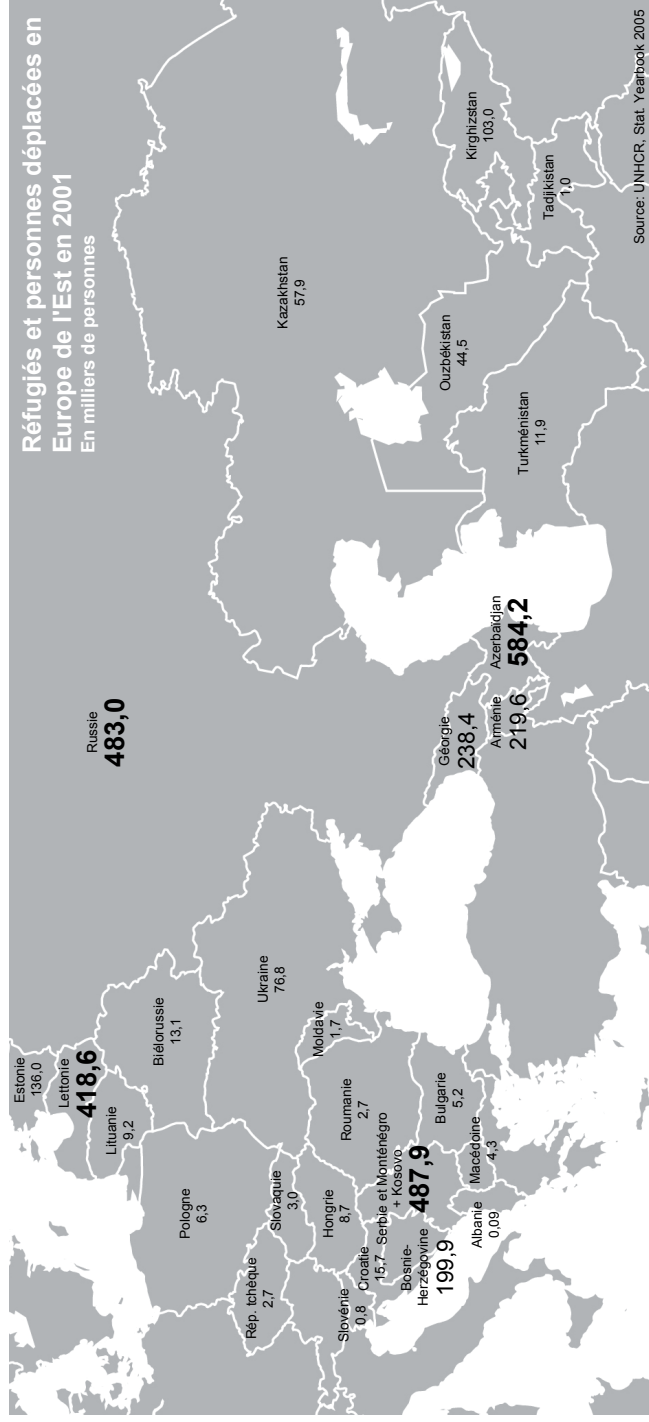 Réfugiés et personnes déplacées en
Europe de l'Est en 2001
En milliers de personnes
Estonie
136,0
Lettonie
418,6
Lituanie
9,2
Biélorussie
13,1
Russie
483,0
Pologne
6,3
Ukraine
76,8
Kazakhstan
57,9
Rép. tchèque
2,7
Slovaquie
3,0
Moldavie
1,7
Hongrie
8,7
Roumanie
2,7
Slovénie
0,8
Croatie
15,7
Serbie et Monténégro
+ Kosovo
487,9
Bosnie-
Herzégovine
199,9
Bulgarie
5,2
Macédoine
4,3
Albanie
0,09
Géorgie
238,4
Arménie
219,6
Azerbaïdjan
584,2
Ouzbékistan
44,5
Kirghizstan
103,0
Turkménistan
11,9
Tadjikistan
1,0
Source: UNHCR, Stat. Yearbook 2005